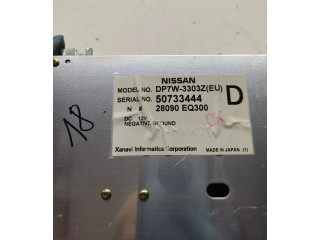 NISSAN
MODEL NO. DP7W-3303Z(EU)
SERIAL NO. 50733444 D
N # 28090 EQ300
DC 12V
NEGATIVE GROUND
Xanavi Informatics Corporation MADE IN JAPAN (1)
18